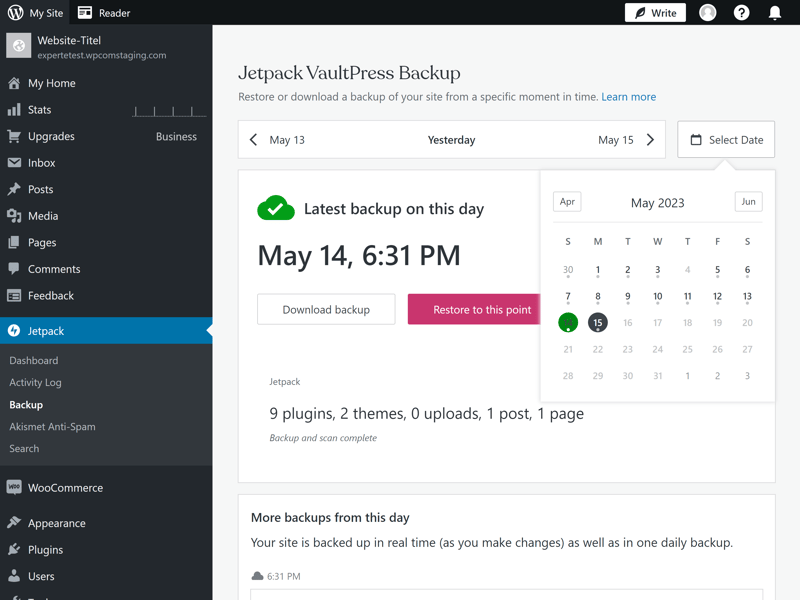 My Site
Reader
Write
Website-Titel
expertetest.wpcomstaging.com
My Home
Stats
Upgrades Business
Inbox
Posts
Media
Pages
Comments
Feedback
Jetpack
Dashboard
Activity Log
Backup
Akismet Anti-Spam
Search
WooCommerce
Appearance
Plugins
Users
Jetpack VaultPress Backup
Restore or download a backup of your site from a specific moment in time. Learn more
May 13 Yesterday May 15
Select Date
Latest backup on this day
May 14, 6:31 PM
Download backup
Restore to this point
Jetpack
9 plugins, 2 themes, 0 uploads, 1 post, 1 page
Backup and scan complete
Apr May 2023 Jun
S M T W T F S
30 1 2 3 4 5 6
7 8 9 10 11 12 13
14 15 16 17 18 19 20
21 22 23 24 25 26 27
28 29 30 31 1 2 3
More backups from this day
Your site is backed up in real time (as you make changes) as well as in one daily backup.
6:31 PM